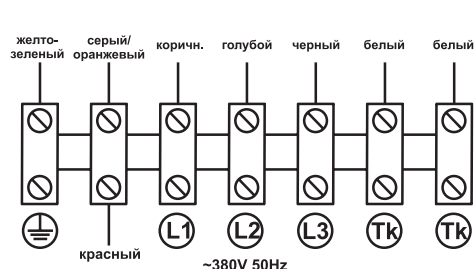 желто-
зеленый
серый/
оранжевый
коричн.
голубой
черный
белый
белый
L1
L2
L3
Tk
Tk
красный
~380V 50Hz